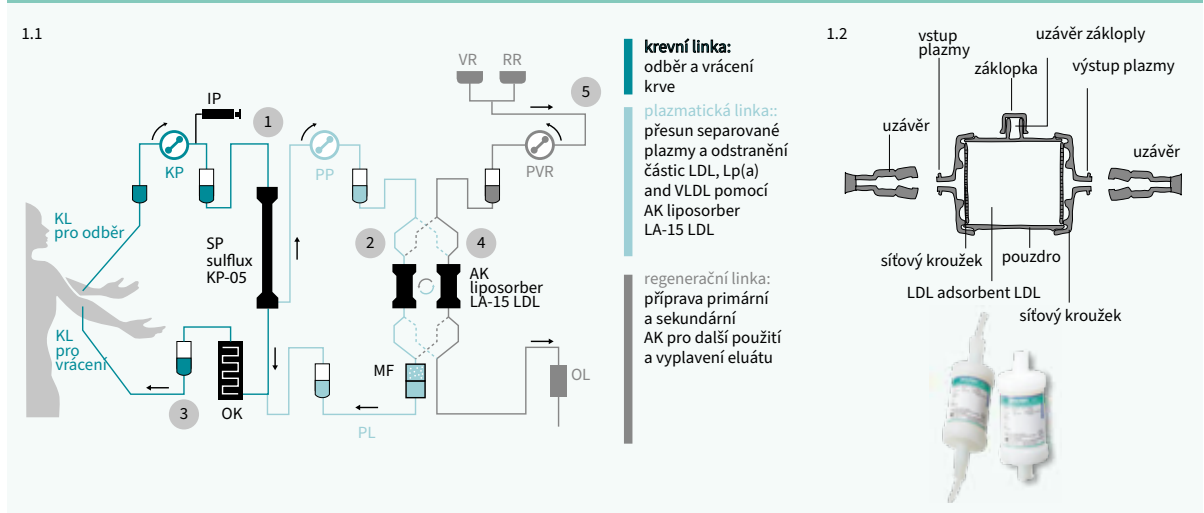 1.1
VR
RR
5
IP
1
KP
PP
PVR
KL
pro odběr
SP
sulflux
KP-05
2
4
AK
liposorber
LA-15 LDL
KL
pro
vrácení
3
OK
MF
PL
OL
krevní linka:
odběr a vrácení
krve
plazmatická linka::
přesun separované
plazmy a odstranění
částic LDL, Lp(a)
and VLDL pomocí
AK liposorber
LA-15 LDL
regenerační linka:
příprava primární
a sekundární
AK pro další použití
a vyplavení eluátu
1.2
vstup
plazmy
uzávěr zákloply
záklopka
výstup plazmy
uzávěr
uzávěr
síťový kroužek
pouzdro
LDL adsorbent LDL
síťový kroužek